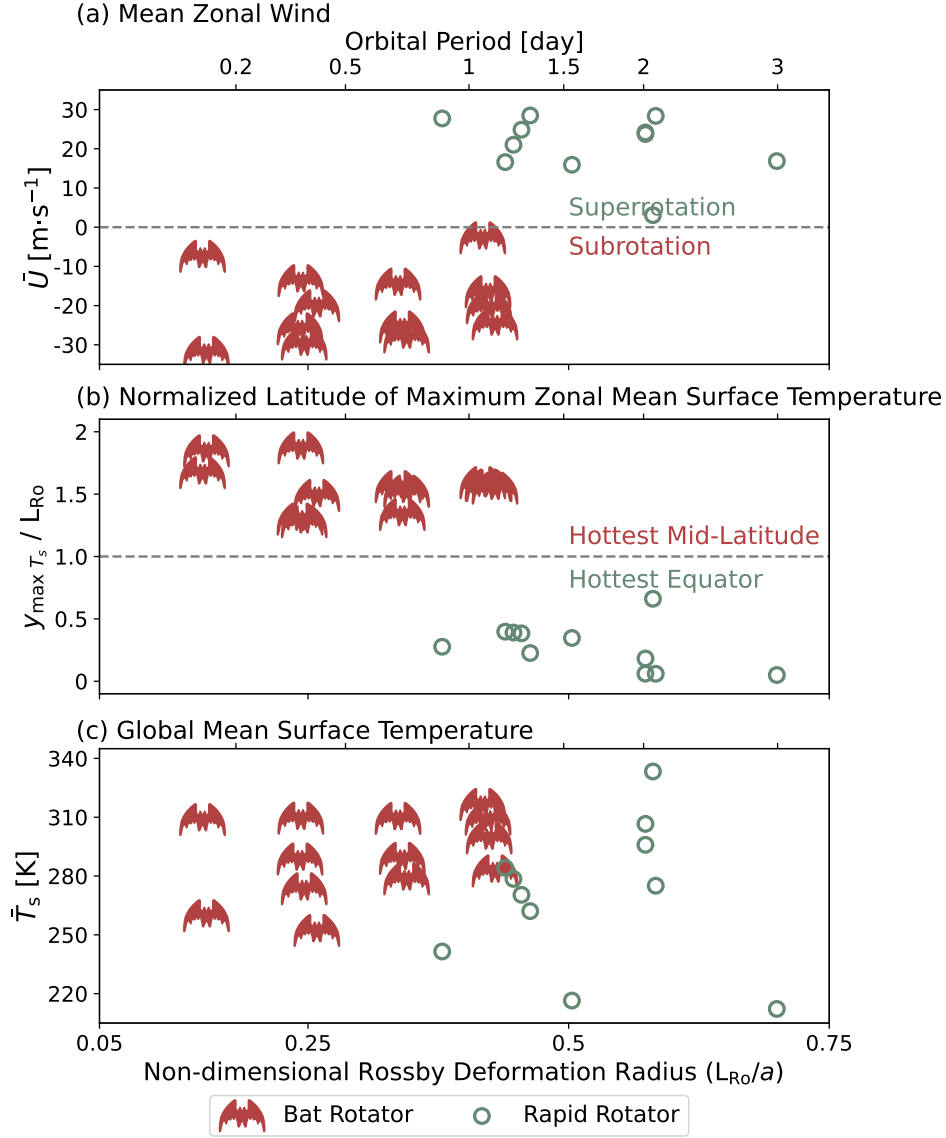 (a) Mean Zonal Wind
Orbital Period [day]
0.2 0.5 1 1.5 2 3
30
20
10
0
-10
-20
-30
Ū [m·s⁻¹]
Superrotation
Subrotation
(b) Normalized Latitude of Maximum Zonal Mean Surface Temperature
2
1.5
1.0
0.5
0
y_max T_s / L_Ro
Hottest Mid-Latitude
Hottest Equator
(c) Global Mean Surface Temperature
340
310
280
250
220
T̄_s [K]
0.05 0.25 0.5 0.75
Non-dimensional Rossby Deformation Radius (L_Ro/a)
Bat Rotator Rapid Rotator